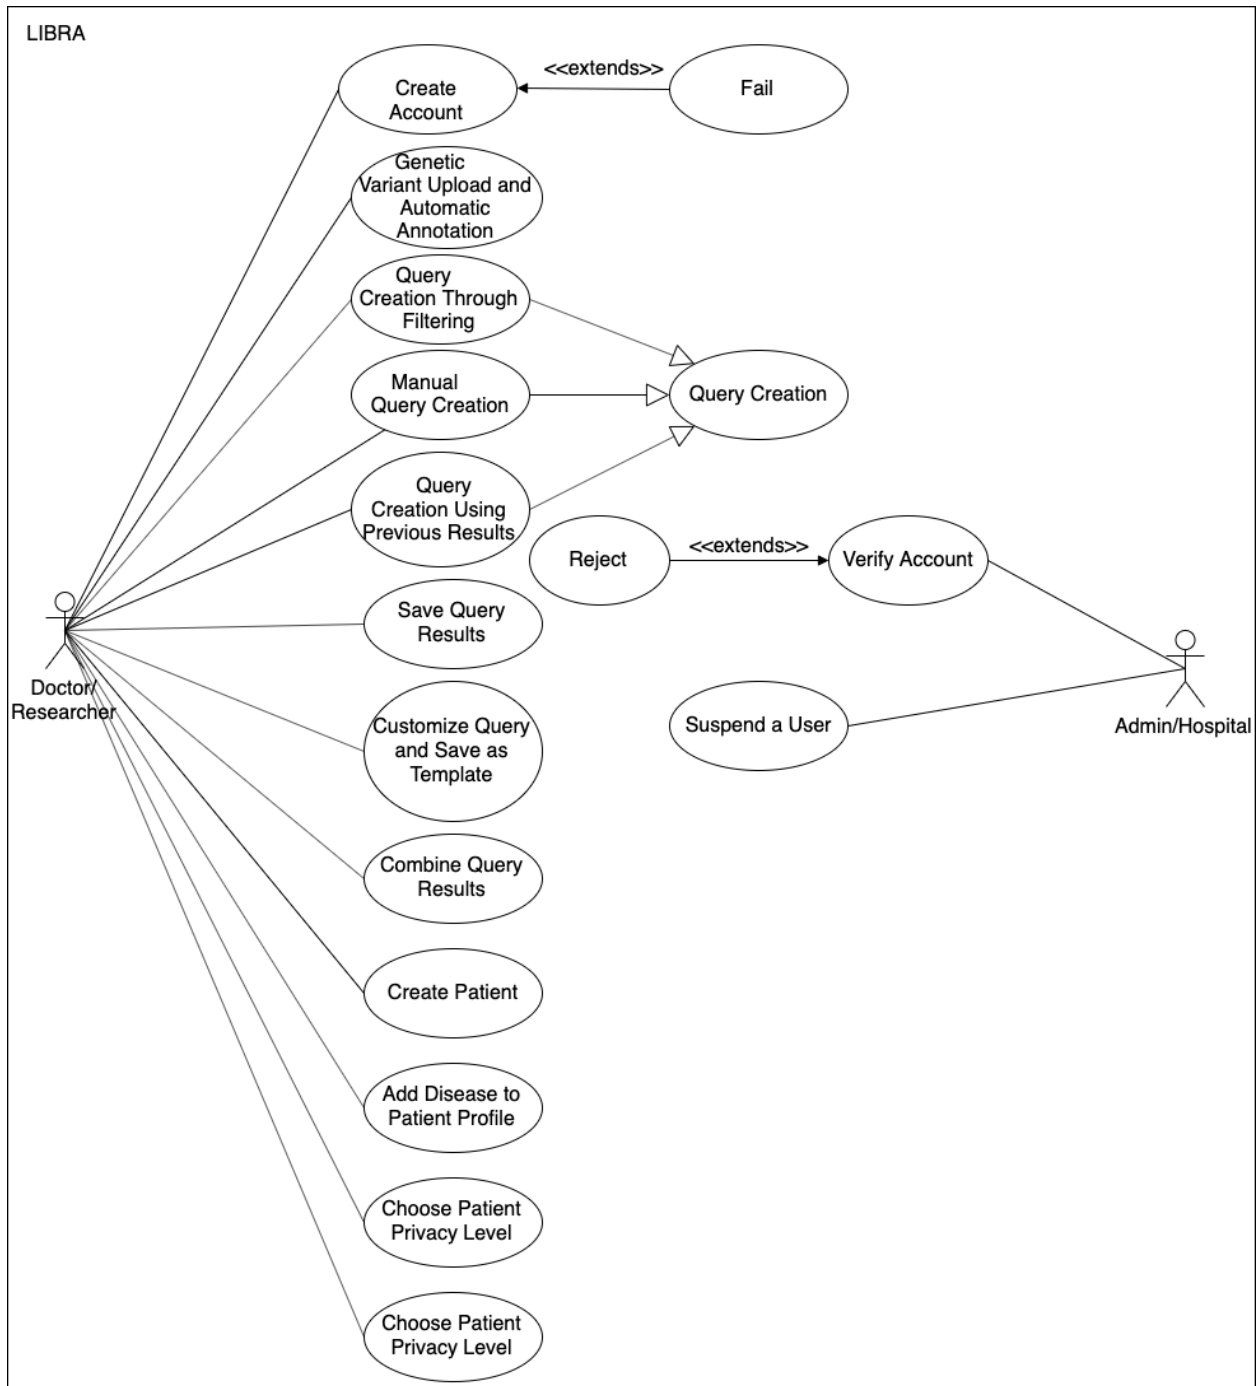 LIBRA
Create
Account
<<extends>>
Fail
Genetic
Variant Upload and
Automatic
Annotation
Query
Creation Through
Filtering
Manual
Query Creation
Query Creation
Query
Creation Using
Previous Results
Reject
<<extends>>
Verify Account
Save Query
Results
Doctor/
Researcher
Customize Query
and Save as
Template
Suspend a User
Admin/Hospital
Combine Query
Results
Create Patient
Add Disease to
Patient Profile
Choose Patient
Privacy Level
Choose Patient
Privacy Level